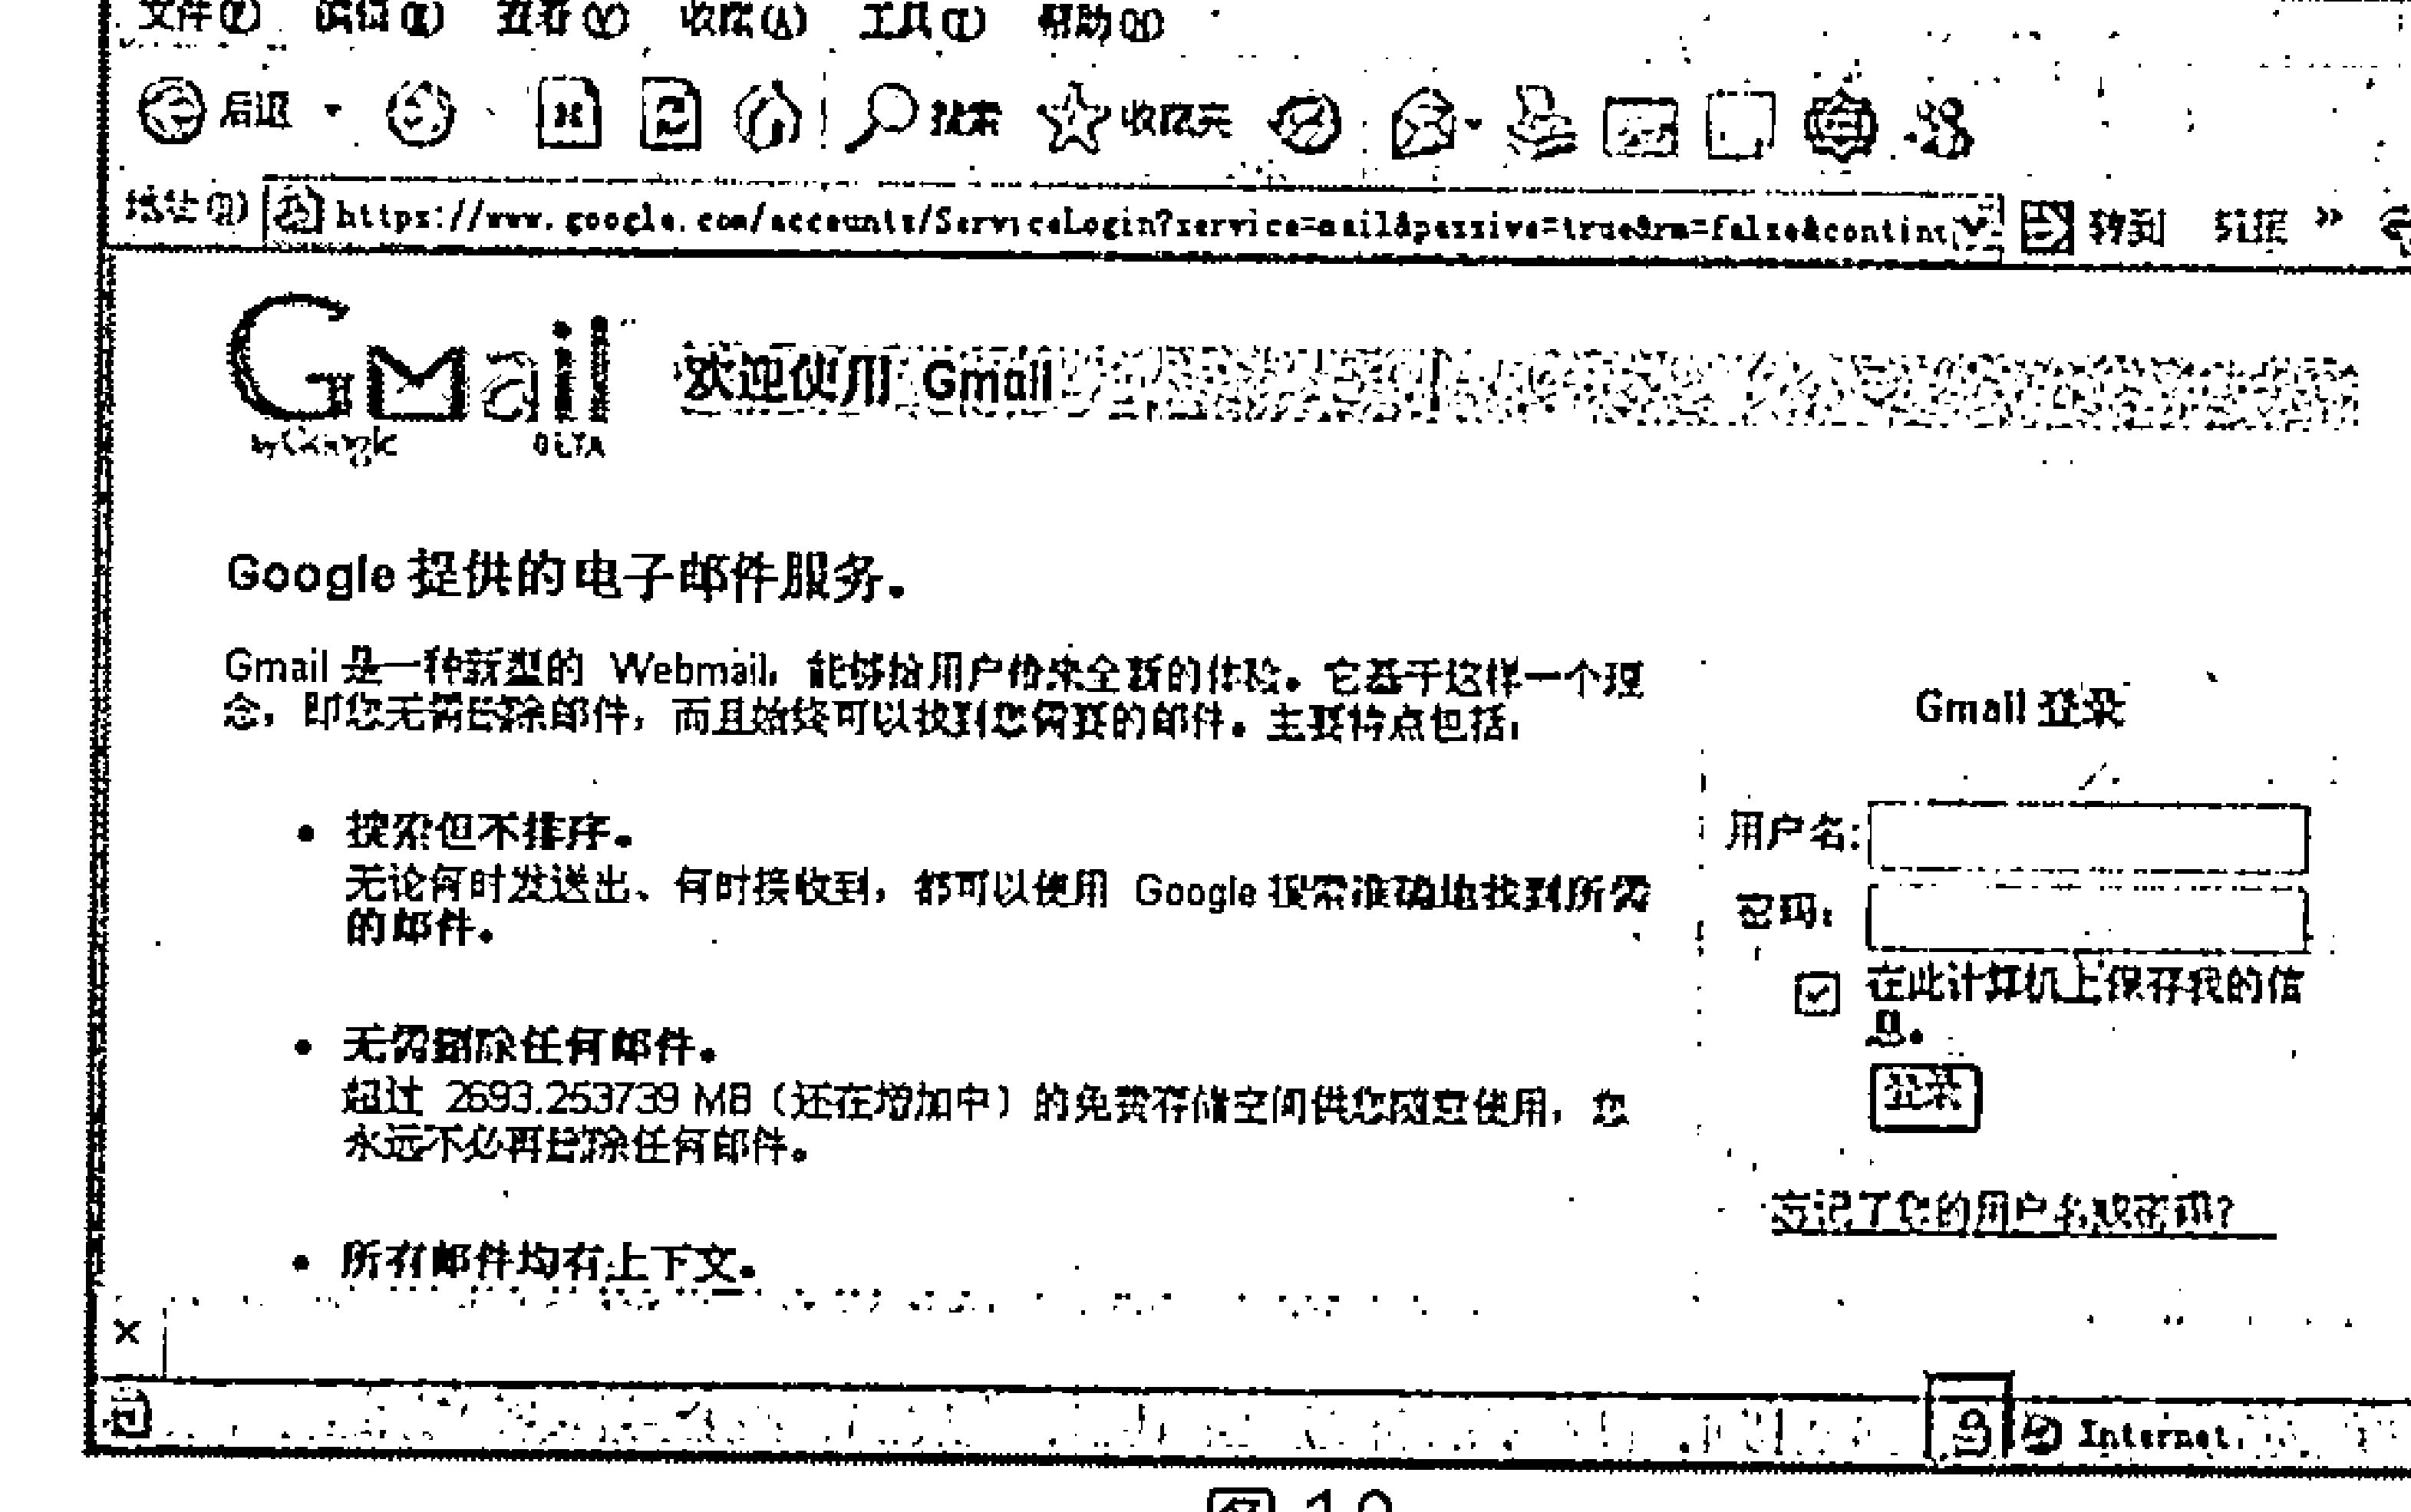 文件(F) 编辑(E) 查看(V) 收藏(A) 工具(T) 帮助(H)
后退 搜索 收藏夹
地址(D) https://www.google.com/accounts/ServiceLogin?service=mail&passive=true&rm=false&continu 转到 链接 »
Gmail
by Google BETA
欢迎使用 Gmail
Google 提供的电子邮件服务。
Gmail 是一种新型的 Webmail，能够给用户带来全新的体验。它基于这样一个理
念，即您无需删除邮件，而且始终可以找到您需要的邮件。主要特点包括：
• 搜索但不排序。
无论何时发送出、何时接收到，都可以使用 Google 搜索准确地找到所需
的邮件。
• 无需删除任何邮件。
超过 2693.253739 MB（还在增加中）的免费存储空间供您随意使用，您
永远不必再删除任何邮件。
• 所有邮件均有上下文。
Gmail 登录
用户名:
密码:
在此计算机上保存我的信
息。
登录
忘记了您的用户名或密码?
Internet